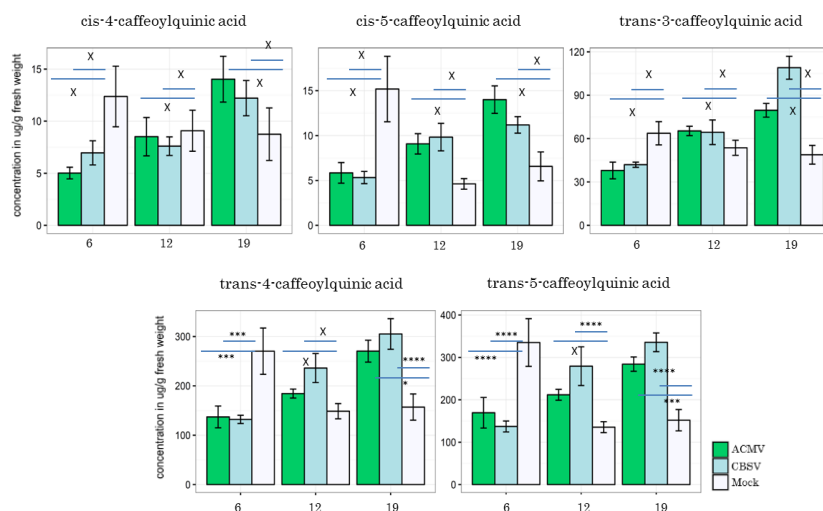 cis-4-caffeoylquinic acid
cis-5-caffeoylquinic acid
trans-3-caffeoylquinic acid
concentration in ug/g fresh weight
15
10
5
0
X
X
X
X
X
X
6
12
19
15
10
5
0
X
X
X
X
X
X
6
12
19
120
90
60
30
0
X
X
X
X
X
X
6
12
19
trans-4-caffeoylquinic acid
trans-5-caffeoylquinic acid
concentration in ug/g fresh weight
300
200
100
0
***
***
X
X
****
*
6
12
19
400
300
200
100
0
****
****
****
X
****
***
6
12
19
ACMV
CBSV
Mock